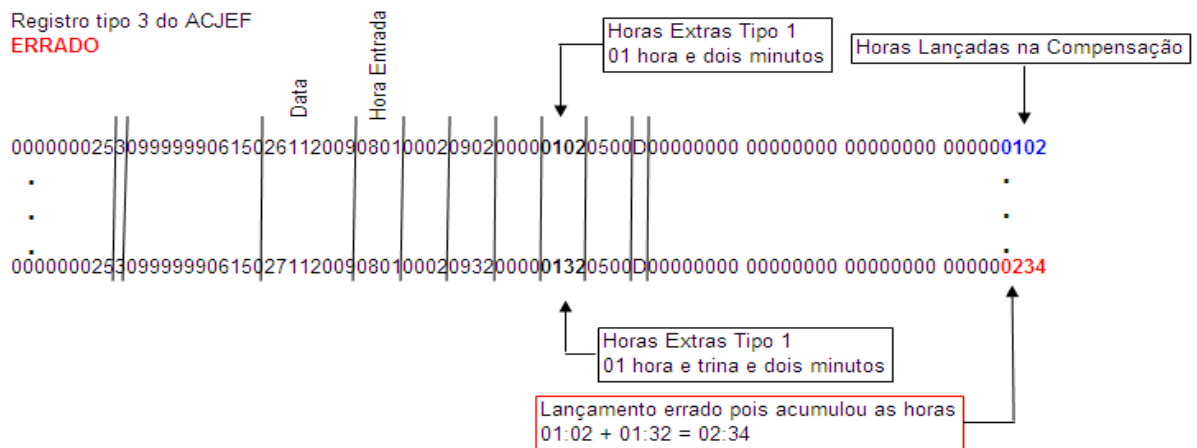 Registro tipo 3 do ACJEF
ERRADO
Data
Hora Entrada
Horas Extras Tipo 1
01 hora e dois minutos
Horas Lançadas na Compensação
0000000253099999990615026112009080100020902000001020500D00000000 00000000 00000000 000000102
0000000253099999990615027112009080100020932000001320500D00000000 00000000 00000000 000000234
Horas Extras Tipo 1
01 hora e trina e dois minutos
Lançamento errado pois acumulou as horas
01:02 + 01:32 = 02:34